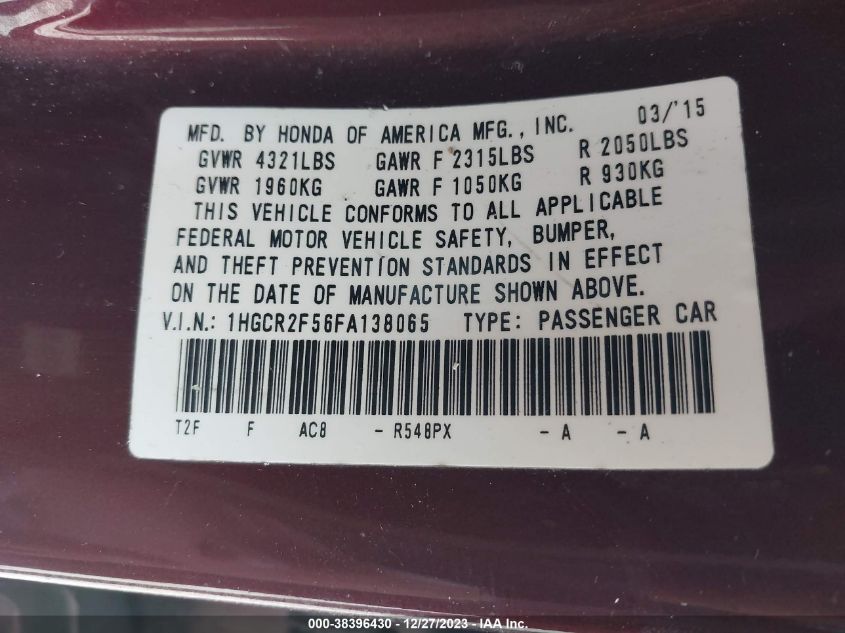 MFD. BY HONDA OF AMERICA MFG., INC. 03/'15
GVWR 4321LBS GAWR F 2315LBS R 2050LBS
GVWR 1960KG GAWR F 1050KG R 930KG
THIS VEHICLE CONFORMS TO ALL APPLICABLE
FEDERAL MOTOR VEHICLE SAFETY, BUMPER,
AND THEFT PREVENTION STANDARDS IN EFFECT
ON THE DATE OF MANUFACTURE SHOWN ABOVE.
V.I.N.: 1HGCR2F56FA138065 TYPE: PASSENGER CAR
T2F F AC8 - R548PX - A - A
000-38396430 - 12/27/2023 - IAA Inc.